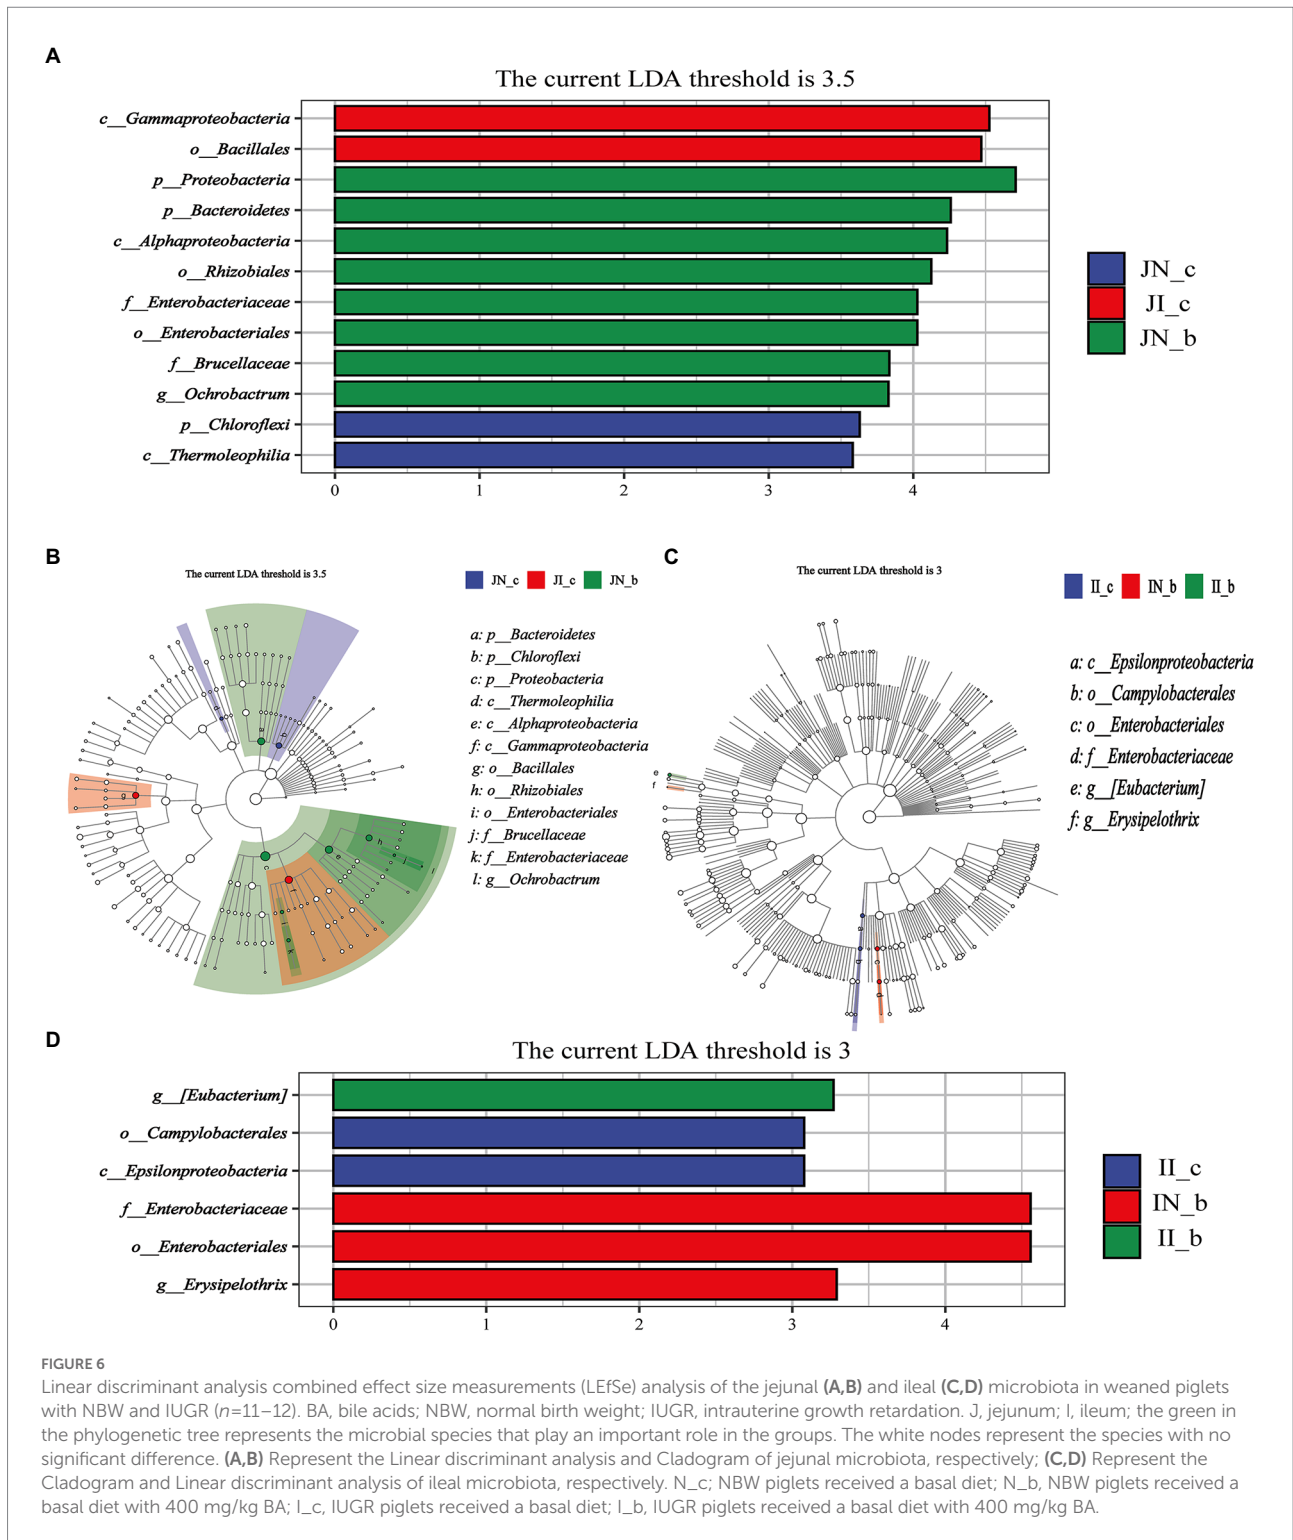 A
The current LDA threshold is 3.5
c__Gammaproteobacteria
o__Bacillales
p__Proteobacteria
p__Bacteroidetes
c__Alphaproteobacteria
o__Rhizobiales
f__Enterobacteriaceae
o__Enterobacteriales
f__Brucellaceae
g__Ochrobactrum
p__Chloroflexi
c__Thermoleophilia
0 1 2 3 4
JN_c
JI_c
JN_b
B
The current LDA threshold is 3.5
JN_c JI_c JN_b
a: p__Bacteroidetes
b: p__Chloroflexi
c: p__Proteobacteria
d: c__Thermoleophilia
e: c__Alphaproteobacteria
f: c__Gammaproteobacteria
g: o__Bacillales
h: o__Rhizobiales
i: o__Enterobacteriales
j: f__Brucellaceae
k: f__Enterobacteriaceae
l: g__Ochrobactrum
C
The current LDA threshold is 3
II_c IN_b II_b
a: c__Epsilonproteobacteria
b: o__Campylobacterales
c: o__Enterobacteriales
d: f__Enterobacteriaceae
e: g__[Eubacterium]
f: g__Erysipelothrix
D
The current LDA threshold is 3
g__[Eubacterium]
o__Campylobacterales
c__Epsilonproteobacteria
f__Enterobacteriaceae
o__Enterobacteriales
g__Erysipelothrix
0 1 2 3 4
II_c
IN_b
II_b
FIGURE 6
Linear discriminant analysis combined effect size measurements (LEfSe) analysis of the jejunal (A,B) and ileal (C,D) microbiota in weaned piglets
with NBW and IUGR (n=11–12). BA, bile acids; NBW, normal birth weight; IUGR, intrauterine growth retardation. J, jejunum; I, ileum; the green in
the phylogenetic tree represents the microbial species that play an important role in the groups. The white nodes represent the species with no
significant difference. (A,B) Represent the Linear discriminant analysis and Cladogram of jejunal microbiota, respectively; (C,D) Represent the
Cladogram and Linear discriminant analysis of ileal microbiota, respectively. N_c; NBW piglets received a basal diet; N_b, NBW piglets received a
basal diet with 400 mg/kg BA; I_c, IUGR piglets received a basal diet; I_b, IUGR piglets received a basal diet with 400 mg/kg BA.